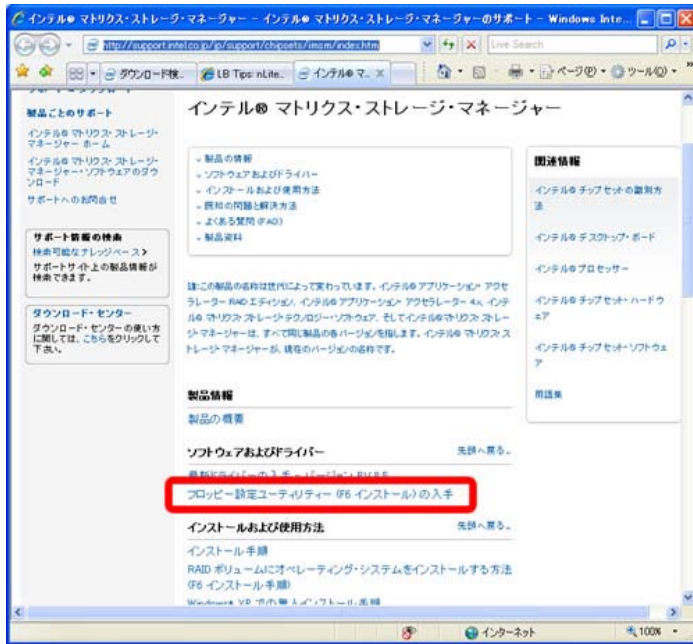 インテル® マトリクス・ストレージ・マネージャー - インテル® マトリクス・ストレージ・マネージャーのサポート - Windows Inte...
http://support.intel.co.jp/jp/support/chipsets/imsm/index.htm
Live Search
ダウンロード検..
LB Tips: nLite..
インテル® マ..
ページ(P)
ツール(O)
製品ごとのサポート
インテル® マトリクス・ストレージ・
マネージャー ホーム
インテル® マトリクス・ストレージ・
マネージャー・ソフトウェアのダウ
ンロード
サポートへのお問合せ
サポート情報の検索
検索可能なナレッジベース>
サポートサイト上の製品情報が
検索できます。
ダウンロード・センター
ダウンロード・センターの使い方
に関しては、こちらをクリックして
下さい。
インテル® マトリクス・ストレージ・マネージャー
製品の情報
ソフトウェアおよびドライバー
インストールおよび使用方法
既知の問題と解決方法
よくある質問 (FAQ)
製品資料
注:この製品の名称は世代によって変わっています。インテル® アプリケーション・アクセ
ラレーター RAID エディション、インテル® アプリケーション・アクセラレーター 4.x、インテ
ル® マトリクス・ストレージ・テクノロジー・ソフトウェア、そしてインテル® マトリクス・ストレー
ジ・マネージャーは、すべて同じ製品の各バージョンを指します。インテル® マトリクス・ス
トレージ・マネージャーが、現在のバージョンの名称です。
製品情報
製品の概要
ソフトウェアおよびドライバー 先頭へ戻る
最新ドライバーの入手 - バージョン
フロッピー設定ユーティリティー (F6 インストール) の入手
インストールおよび使用方法 先頭へ戻る
インストール手順
RAID ボリュームにオペレーティング・システムをインストールする方法
(F6 インストール手順)
Windows* XP での無人インストール手順
関連情報
インテル® チップセットの識別方
法
インテル® デスクトップ・ボード
インテル® プロセッサー
インテル® チップセット・ハードウ
ェア
インテル® チップセット・ソフトウェ
ア
用語集
インターネット
100%